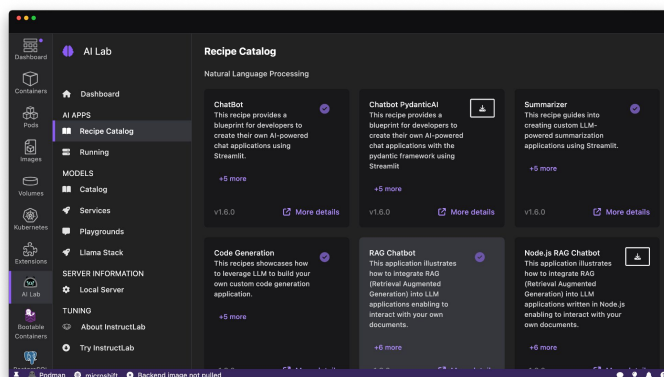 Dashboard
Containers
Pods
Images
Volumes
Kubernetes
Extensions
AI Lab
Bootable
Containers
AI Lab
Dashboard
AI APPS
Recipe Catalog
Running
MODELS
Catalog
Services
Playgrounds
Llama Stack
SERVER INFORMATION
Local Server
TUNING
About InstructLab
Try InstructLab
Recipe Catalog
Natural Language Processing
ChatBot
This recipe provides a
blueprint for developers to
create their own AI-powered
chat applications using
Streamlit.
+5 more
v1.6.0
More details
Chatbot PydanticAI
This recipe provides a
blueprint for developers to
create their own AI-powered
chat applications with the
pydantic framework using
Streamlit
+5 more
v1.6.0
More details
Summarizer
This recipe guides into
creating custom LLM-
powered summarization
applications using Streamlit.
+5 more
v1.6.0
More details
Code Generation
This recipes showcases how
to leverage LLM to build your
own custom code generation
application.
+5 more
RAG Chatbot
This application illustrates
how to integrate RAG
(Retrieval Augmented
Generation) into LLM
applications enabling to
interact with your own
documents.
+6 more
Node.js RAG Chatbot
This application illustrates
how to integrate RAG
(Retrieval Augmented
Generation) into LLM
applications written in Node.js
enabling to interact with your
own documents.
+6 more
Podman
microshift
Backend image not pulled